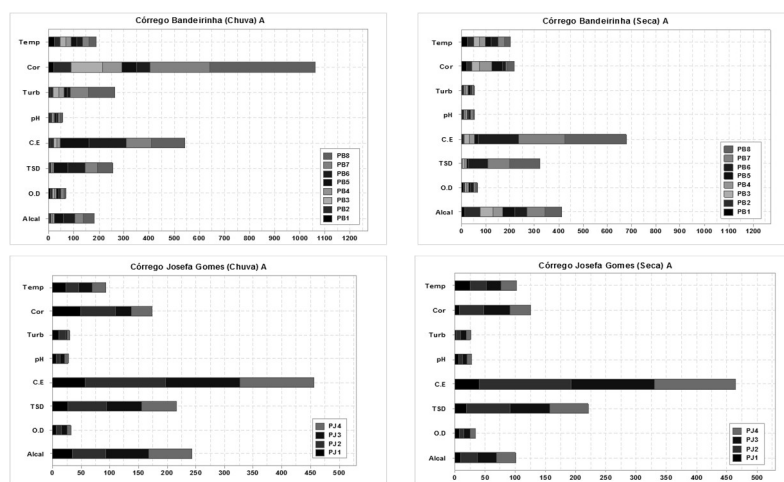 Córrego Bandeirinha (Chuva) A
Temp
Cor
Turb
pH
C.E
TSD
O.D
Alcal
PB8
PB7
PB6
PB5
PB4
PB3
PB2
PB1
0 100 200 300 400 500 600 700 800 900 1000 1100 1200
Córrego Bandeirinha (Seca) A
Temp
Cor
Turb
pH
C.E
TSD
O.D
Alcal
PB8
PB7
PB6
PB5
PB4
PB3
PB2
PB1
0 100 200 300 400 500 600 700 800 900 1000 1100 1200
Córrego Josefa Gomes (Chuva) A
Temp
Cor
Turb
pH
C.E
TSD
O.D
Alcal
PJ4
PJ3
PJ2
PJ1
0 50 100 150 200 250 300 350 400 450 500
Córrego Josefa Gomes (Seca) A
Temp
Cor
Turb
pH
C.E
TSD
O.D
Alcal
PJ4
PJ3
PJ2
PJ1
0 50 100 150 200 250 300 350 400 450 500